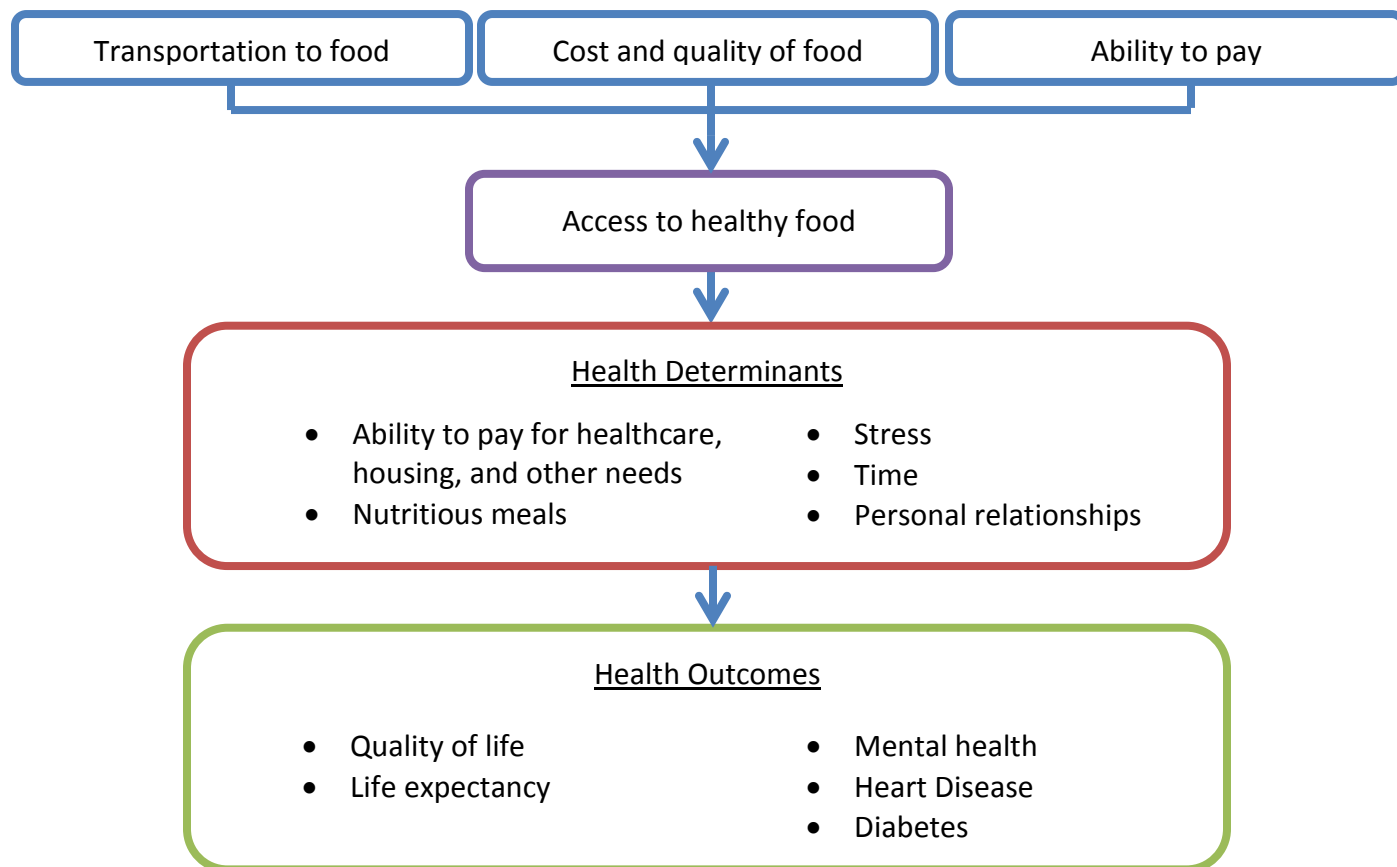 Transportation to food
Cost and quality of food
Ability to pay
Access to healthy food
Health Determinants
• Ability to pay for healthcare,
housing, and other needs
• Nutritious meals
• Stress
• Time
• Personal relationships
Health Outcomes
• Quality of life
• Life expectancy
• Mental health
• Heart Disease
• Diabetes